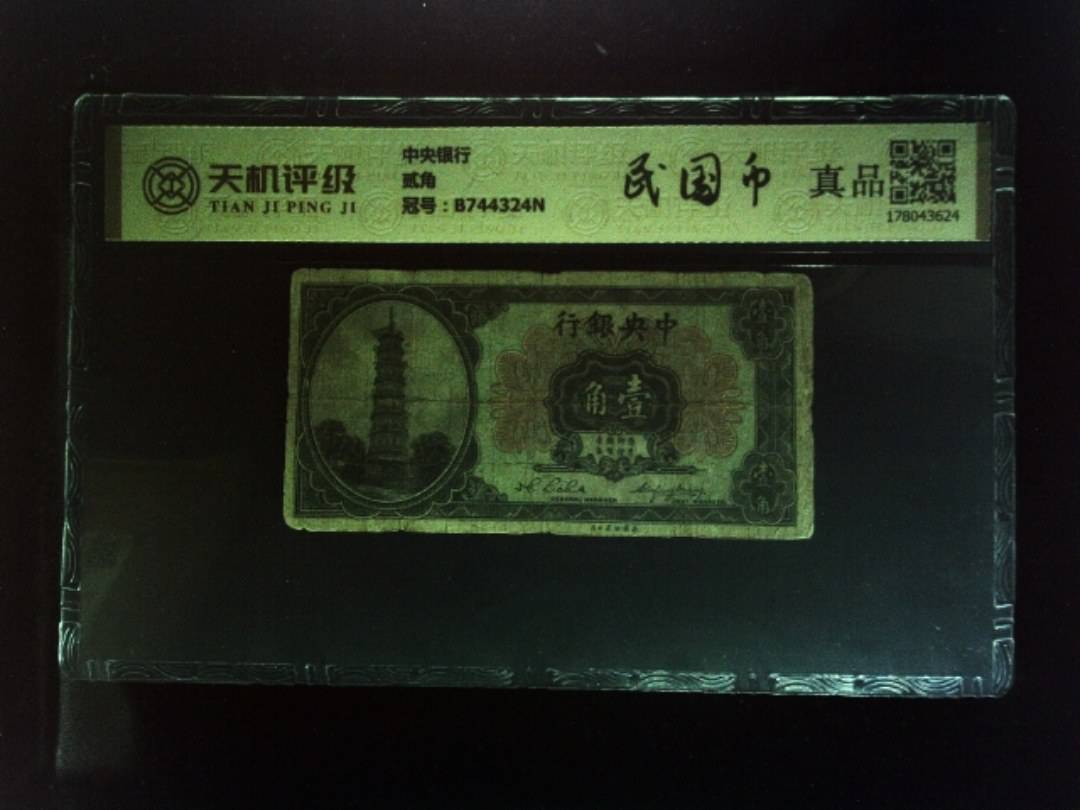 天机评级
TIAN JI PING JI
中央银行
贰角
冠号：B744324N
民国币 真品
178043624
行銀央中
角壹
壹角